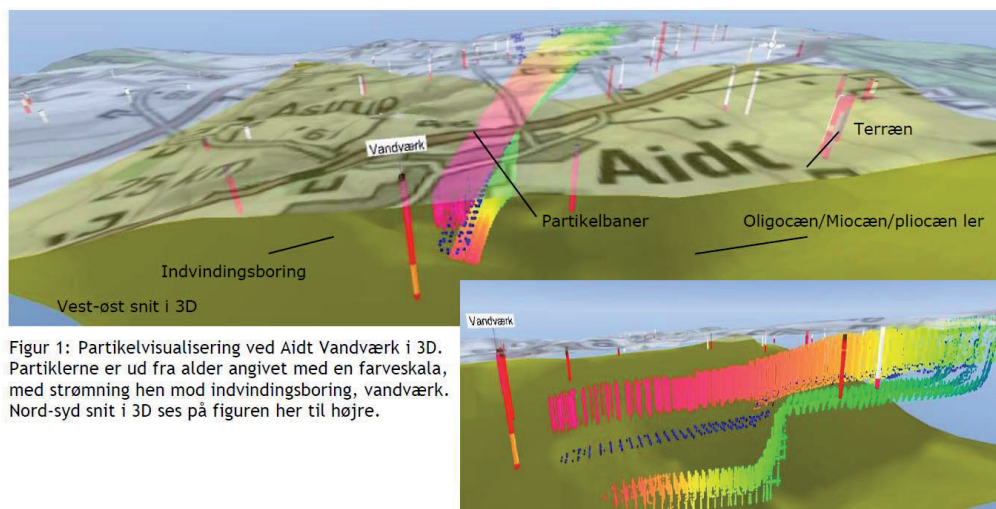 Astrup
Vandværk
25 km
Aidt
Terræn
Partikelbaner
Oligocæn/Miocæn/pliocæn ler
Indvindingsboring
Vest-øst snit i 3D
Vandværk
Figur 1: Partikelvisualisering ved Aidt Vandværk i 3D.
Partiklerne er ud fra alder angivet med en farveskala,
med strømning hen mod indvindingsboring, vandværk.
Nord-syd snit i 3D ses på figuren her til højre.